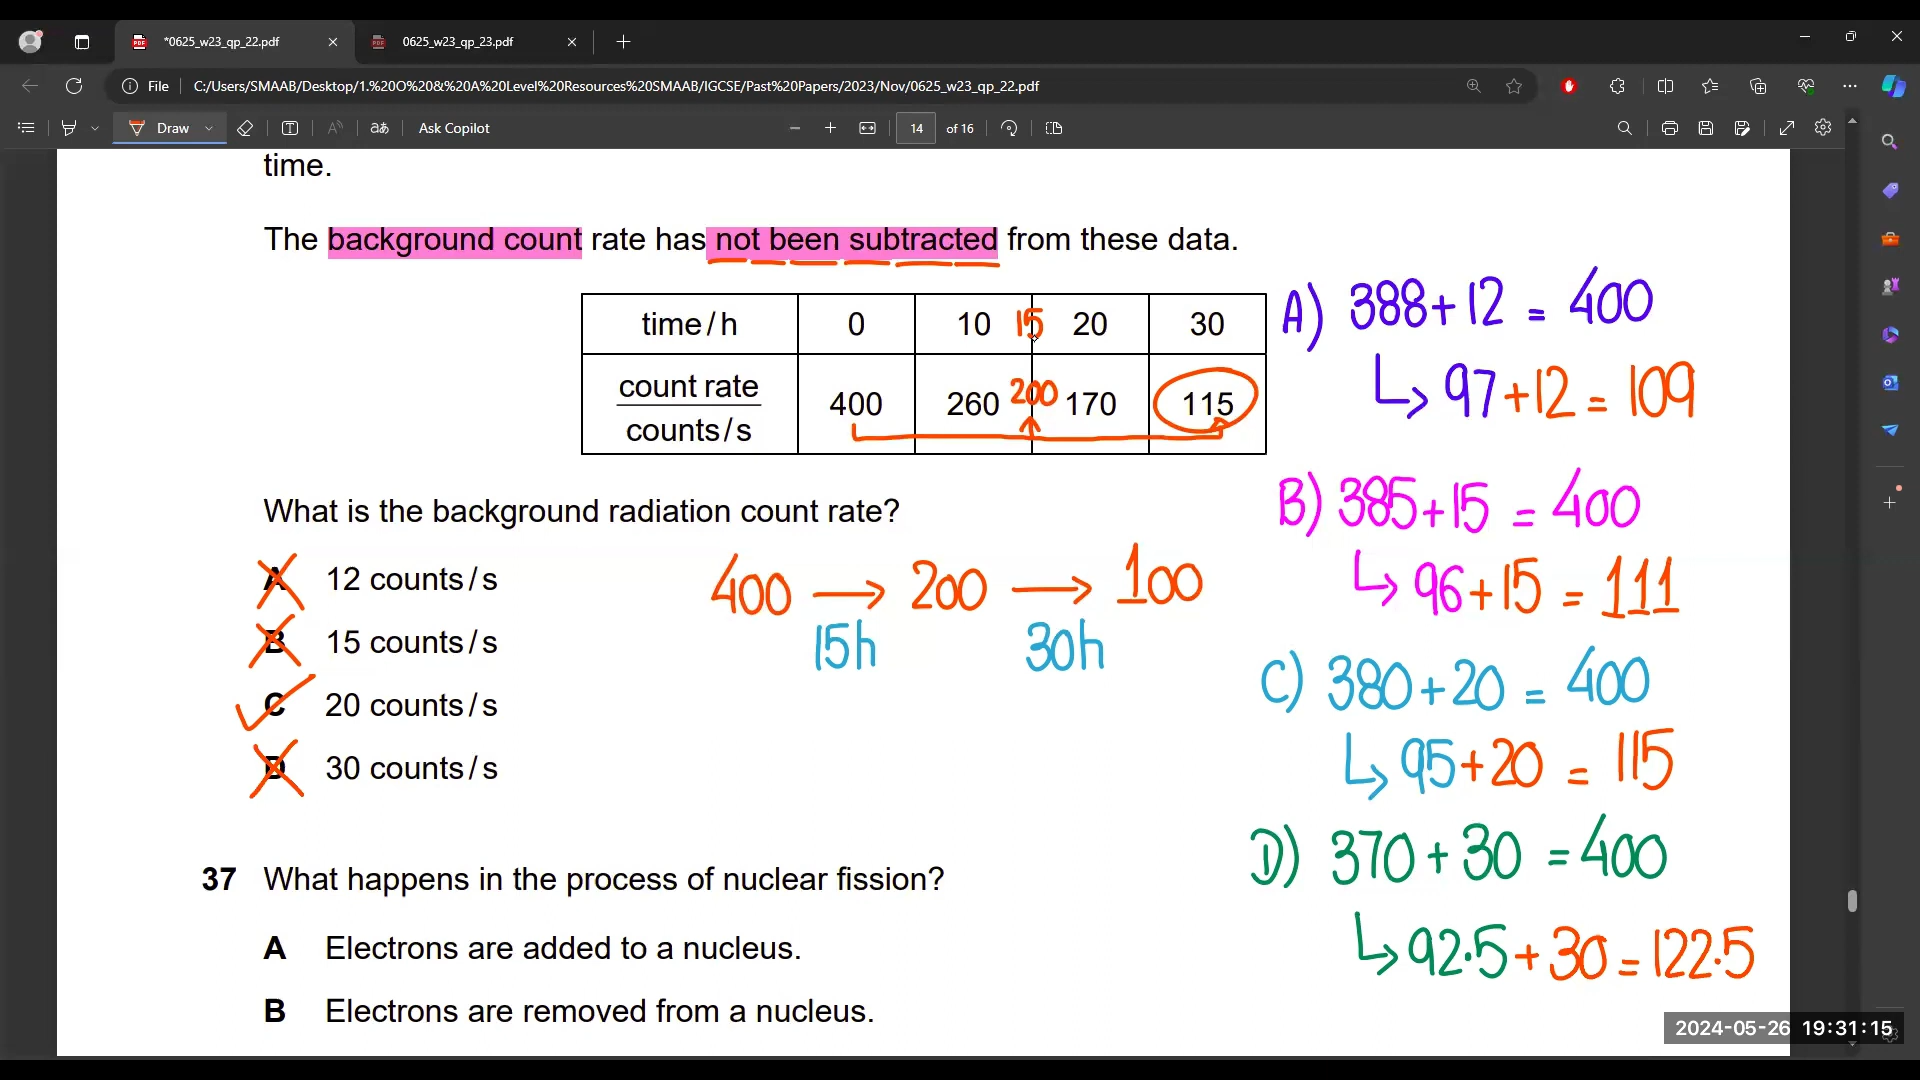 *0625_w23_qp_22.pdf
0625_w23_qp_23.pdf
File
C:/Users/SMAAB/Desktop/1.%20O%20&%20A%20Level%20Resources%20SMAAB/IGCSE/Past%20Papers/2023/Nov/0625_w23_qp_22.pdf
Draw
aあ
Ask Copilot
14 of 16
time.
The background count rate has not been subtracted from these data.
time/h 0 10 15 20 30
count rate
counts/s
400 260 200 170 115
What is the background radiation count rate?
A 12 counts/s
B 15 counts/s
C 20 counts/s
D 30 counts/s
400 → 200 → 100
15h 30h
A) 388+12 = 400
↳ 97+12 = 109
B) 385+15 = 400
↳ 96+15 = 111
C) 380+20 = 400
↳ 95+20 = 115
D) 370+30 = 400
↳ 92.5+30 = 122.5
37 What happens in the process of nuclear fission?
A Electrons are added to a nucleus.
B Electrons are removed from a nucleus.
2024-05-26 19:31:15